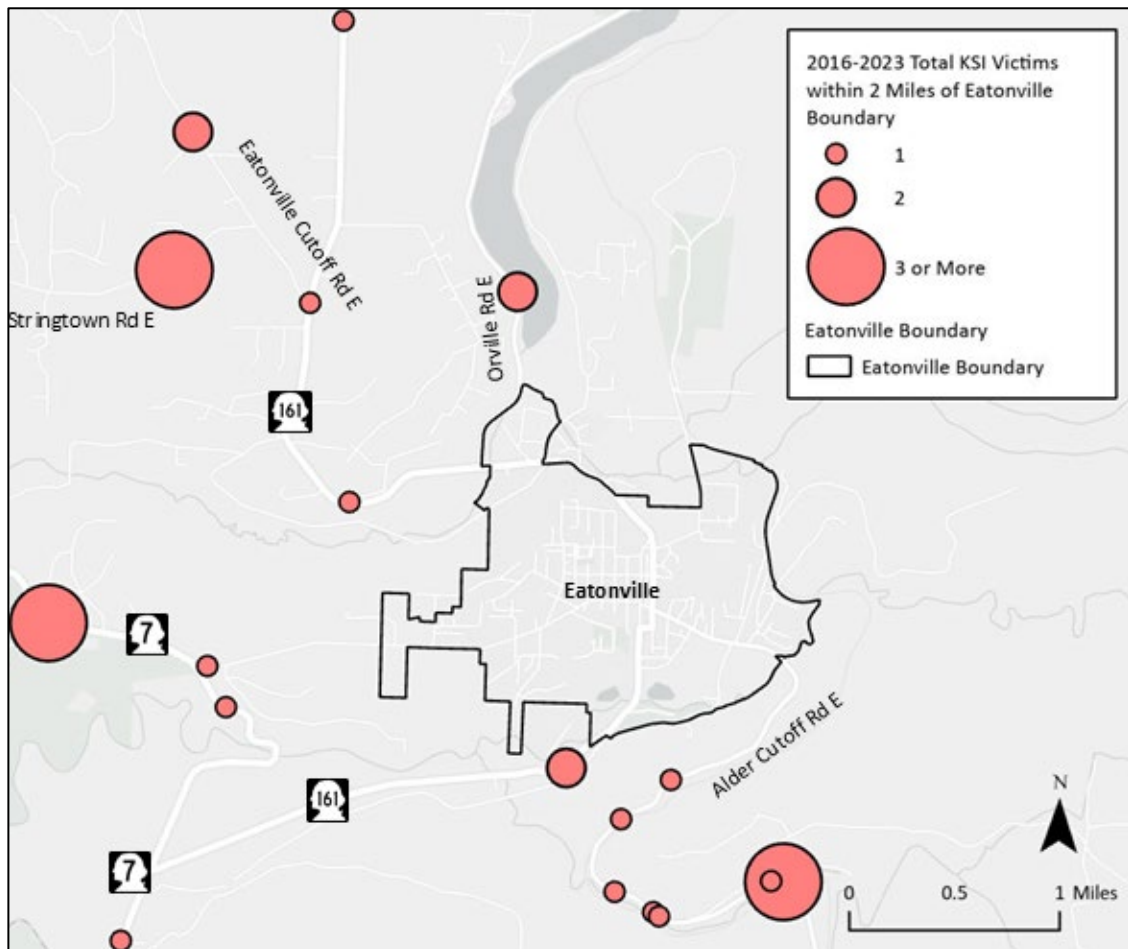 2016-2023 Total KSI Victims
within 2 Miles of Eatonville
Boundary
1
2
3 or More
Eatonville Boundary
Eatonville Boundary
Eatonville Cutoff Rd E
Stringtown Rd E
Orville Rd E
161
Eatonville
7
Alder Cutoff Rd E
161
7
N
0 0.5 1 Miles